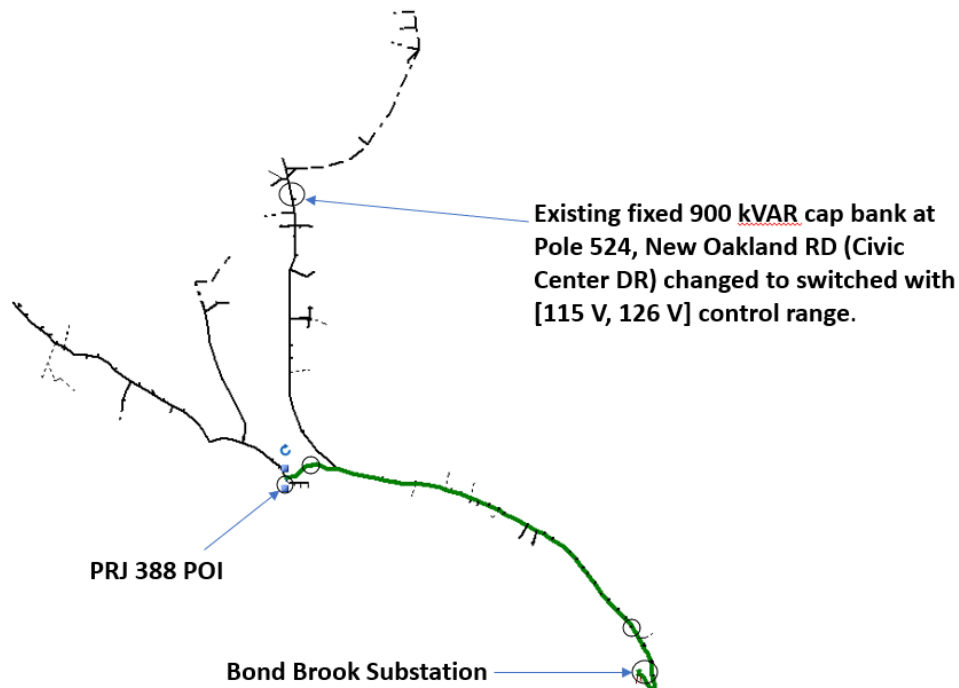 Existing fixed 900 kVAR cap bank at
Pole 524, New Oakland RD (Civic
Center DR) changed to switched with
[115 V, 126 V] control range.
PRJ 388 POI
Bond Brook Substation